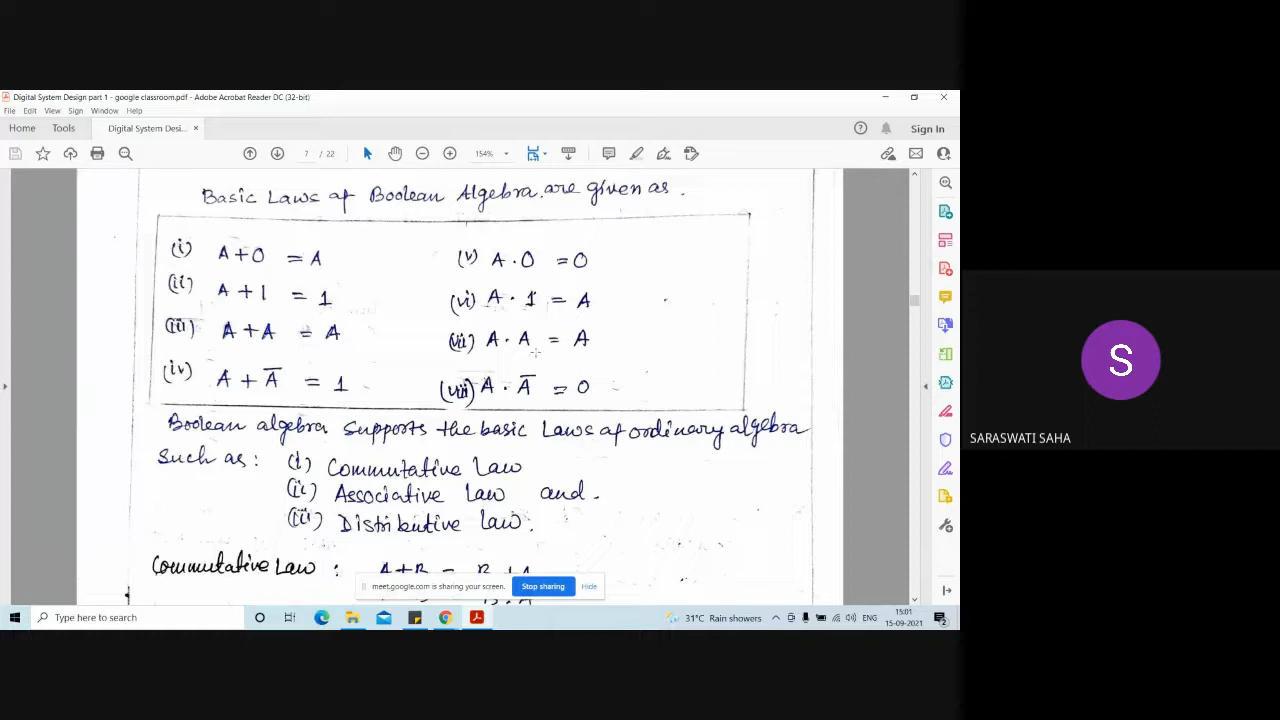 Digital System Design part 1 - google classroom.pdf - Adobe Acrobat Reader DC (32-bit)
File Edit View Sign Window Help
Home Tools Digital System Desi... × Sign In
7 / 22 154%
Basic Laws of Boolean Algebra are given as.
(i) A+0 = A (v) A·0 = 0
(ii) A+1 = 1 (vi) A·1 = A
(iii) A+A = A (vii) A·A = A
(iv) A+A̅ = 1 (viii) A·A̅ = 0
Boolean algebra supports the basic Laws of ordinary algebra
Such as: (i) Commutative Law
(ii) Associative Law and.
(iii) Distributive Law.
Commutative Law : A+B = B+A
meet.google.com is sharing your screen. Stop sharing Hide
B·A
Type here to search 31°C Rain showers ENG 15:01
15-09-2021
2
S
SARASWATI SAHA